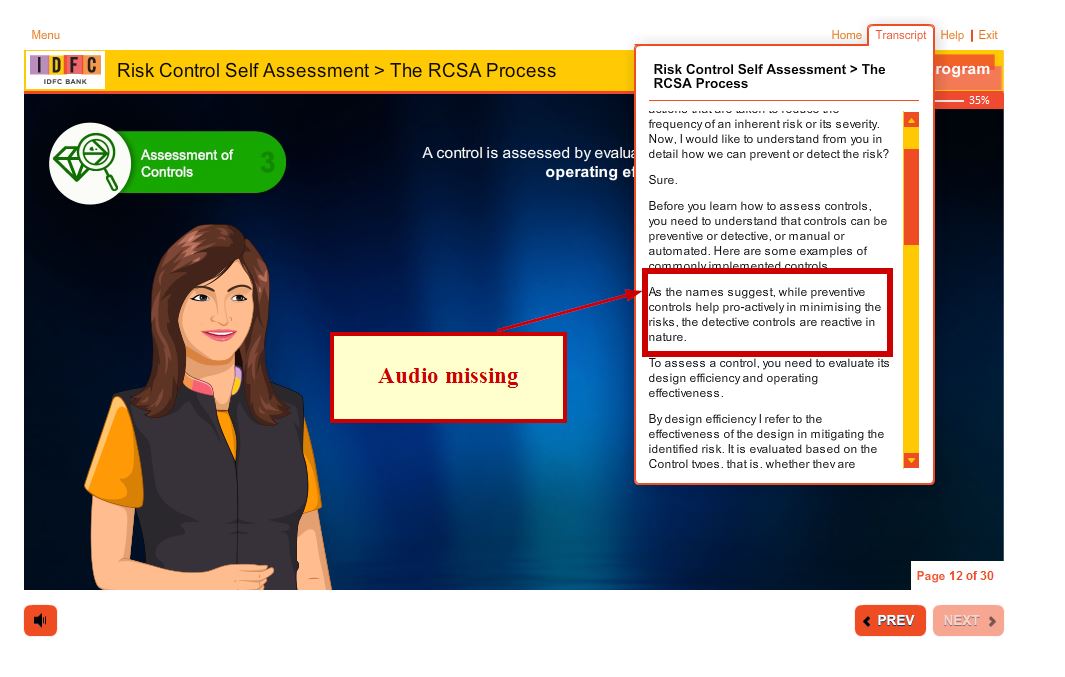 Menu
Home
Transcript
Help
Exit
IDFC
IDFC BANK
Risk Control Self Assessment > The RCSA Process
rogram
35%
Assessment of
Controls
3
A control is assessed by evalua
operating ef
Audio missing
Risk Control Self Assessment > The
RCSA Process
actions that are taken to reduce the
frequency of an inherent risk or its severity.
Now, I would like to understand from you in
detail how we can prevent or detect the risk?
Sure.
Before you learn how to assess controls,
you need to understand that controls can be
preventive or detective, or manual or
automated. Here are some examples of
commonly implemented controls.
As the names suggest, while preventive
controls help pro-actively in minimising the
risks, the detective controls are reactive in
nature.
To assess a control, you need to evaluate its
design efficiency and operating
effectiveness.
By design efficiency I refer to the
effectiveness of the design in mitigating the
identified risk. It is evaluated based on the
Control types, that is, whether they are
Page 12 of 30
PREV
NEXT